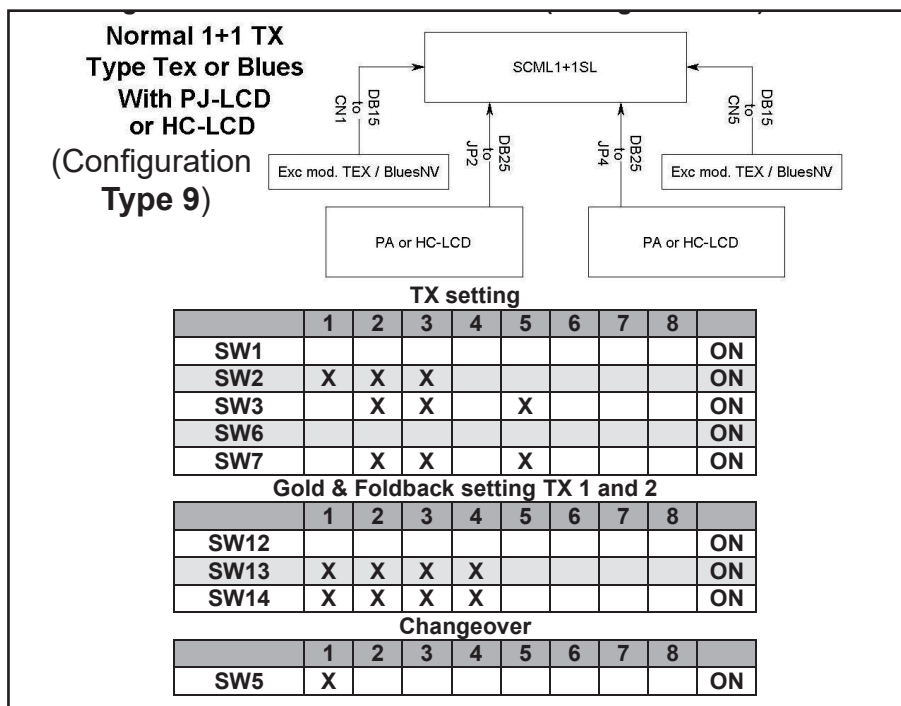 Normal 1+1 TX
Type Tex or Blues
With PJ-LCD
or HC-LCD
(Configuration
Type 9)
SCML1+1SL
DB15
to
CN1
DB25
to
JP2
DB25
to
JP4
DB15
to
CN5
Exc mod. TEX / BluesNV
Exc mod. TEX / BluesNV
PA or HC-LCD
PA or HC-LCD
TX setting
1 2 3 4 5 6 7 8
SW1 ON
SW2 X X X ON
SW3 X X X ON
SW6 ON
SW7 X X X ON
Gold & Foldback setting TX 1 and 2
1 2 3 4 5 6 7 8
SW12 ON
SW13 X X X X ON
SW14 X X X X ON
Changeover
1 2 3 4 5 6 7 8
SW5 X ON